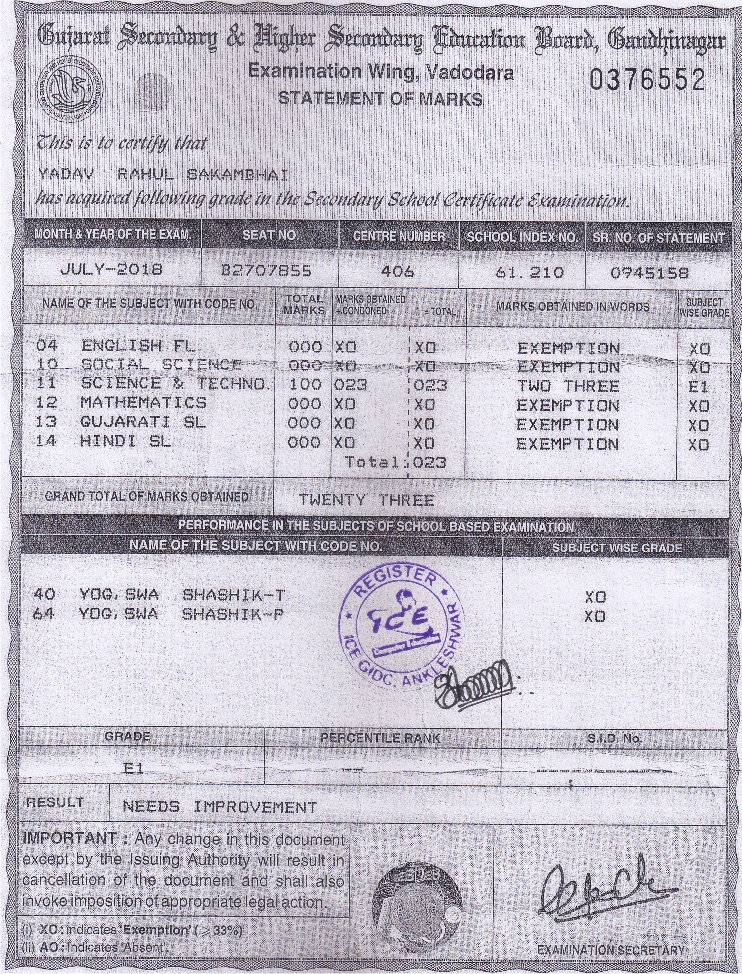 Gujarat Secondary & Higher Secondary Education Board, Gandhinagar
Examination Wing, Vadodara
0376552
STATEMENT OF MARKS
This is to certify that
YADAV RAHUL SAKAMBHAI
has acquired following grade in the Secondary School Certificate Examination.
MONTH & YEAR OF THE EXAM. SEAT NO. CENTRE NUMBER SCHOOL INDEX NO. SR. NO. OF STATEMENT
JULY-2018 B2707855 406 61.210 0945158
NAME OF THE SUBJECT WITH CODE NO. TOTAL MARKS MARKS OBTAINED +CONDONED = TOTAL MARKS OBTAINED IN WORDS SUBJECT WISE GRADE
04 ENGLISH FL 000 XO XO EXEMPTION XO
10 SOCIAL SCIENCE 000 XO XO EXEMPTION XO
11 SCIENCE & TECHNO. 100 023 023 TWO THREE E1
12 MATHEMATICS 000 XO XO EXEMPTION XO
13 GUJARATI SL 000 XO XO EXEMPTION XO
14 HINDI SL 000 XO XO EXEMPTION XO
Total:023
GRAND TOTAL OF MARKS OBTAINED TWENTY THREE
PERFORMANCE IN THE SUBJECTS OF SCHOOL BASED EXAMINATION
NAME OF THE SUBJECT WITH CODE NO. SUBJECT WISE GRADE
40 YOG,SWA SHASHIK-T XO
64 YOG,SWA SHASHIK-P XO
REGISTER
ICE
ICE GIDC, ANKLESHWAR
GRADE PERCENTILE RANK S.I.D. No.
E1
RESULT NEEDS IMPROVEMENT
IMPORTANT : Any change in this document
except by the Issuing Authority will result in
cancellation of the document and shall also
invoke imposition of appropriate legal action.
(i) XO : Indicates 'Exemption' ( ≥ 33%)
(ii) AO : Indicates 'Absent'.
EXAMINATION SECRETARY